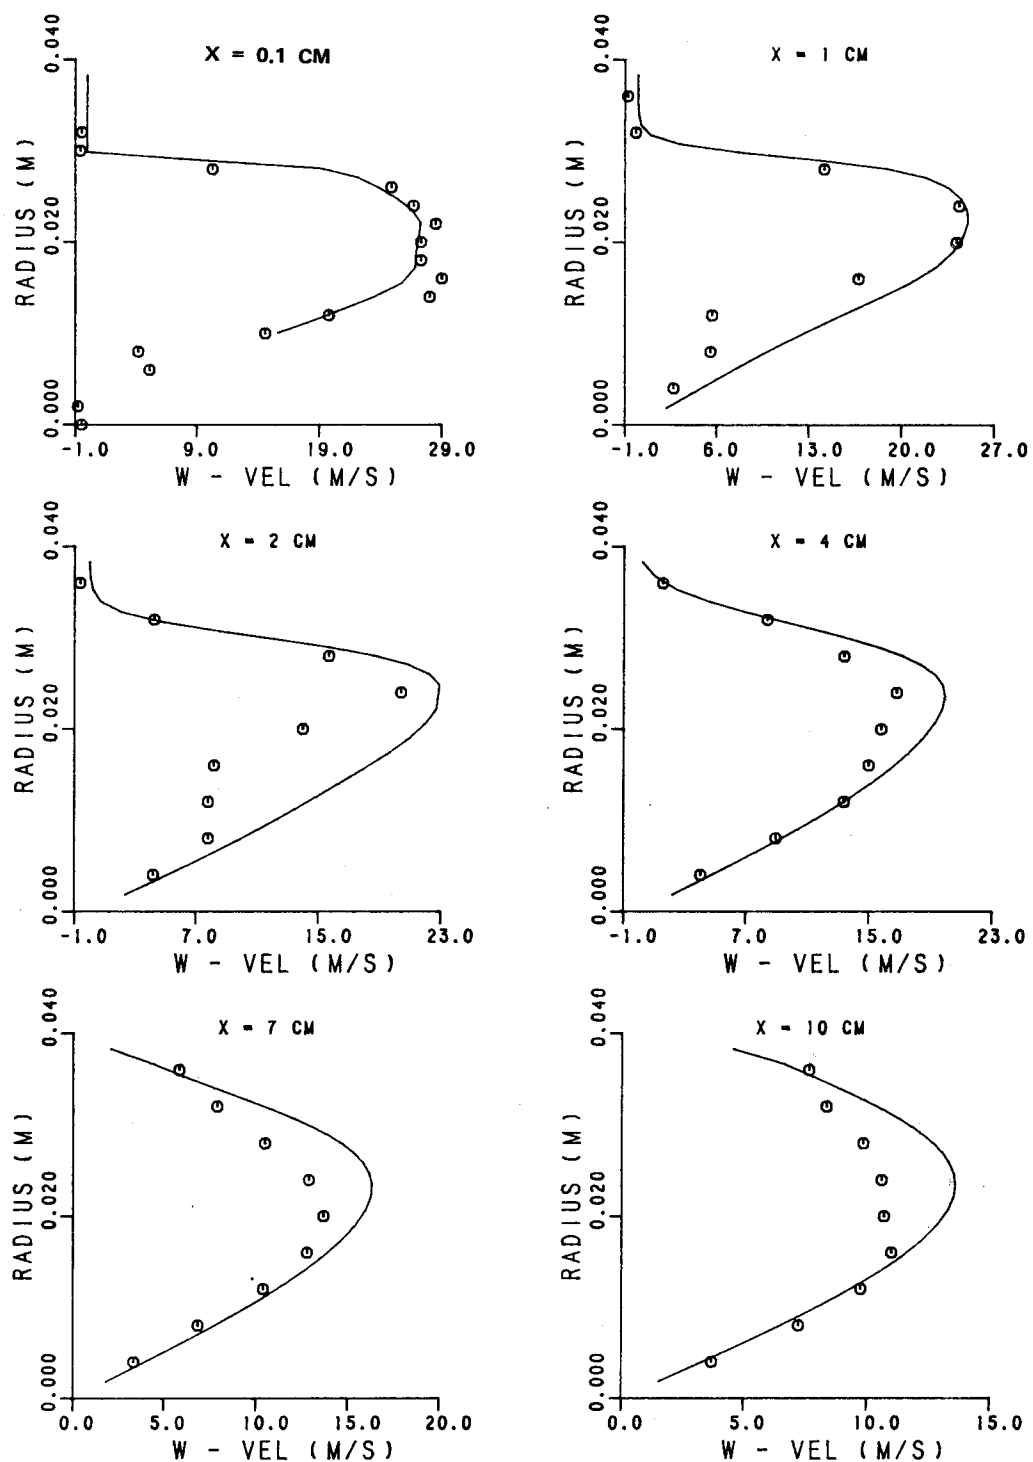 X = 0.1 CM
0.040
0.020
0.000
RADIUS (M)
-1.0 9.0 19.0 29.0
W - VEL (M/S)
X = 1 CM
0.040
0.020
0.000
RADIUS (M)
-1.0 6.0 13.0 20.0 27.0
W - VEL (M/S)
X = 2 CM
0.040
0.020
0.000
RADIUS (M)
-1.0 7.0 15.0 23.0
W - VEL (M/S)
X = 4 CM
0.040
0.020
0.000
RADIUS (M)
-1.0 7.0 15.0 23.0
W - VEL (M/S)
X = 7 CM
0.040
0.020
0.000
RADIUS (M)
0.0 5.0 10.0 15.0 20.0
W - VEL (M/S)
X = 10 CM
0.040
0.020
0.000
RADIUS (M)
0.0 5.0 10.0 15.0
W - VEL (M/S)